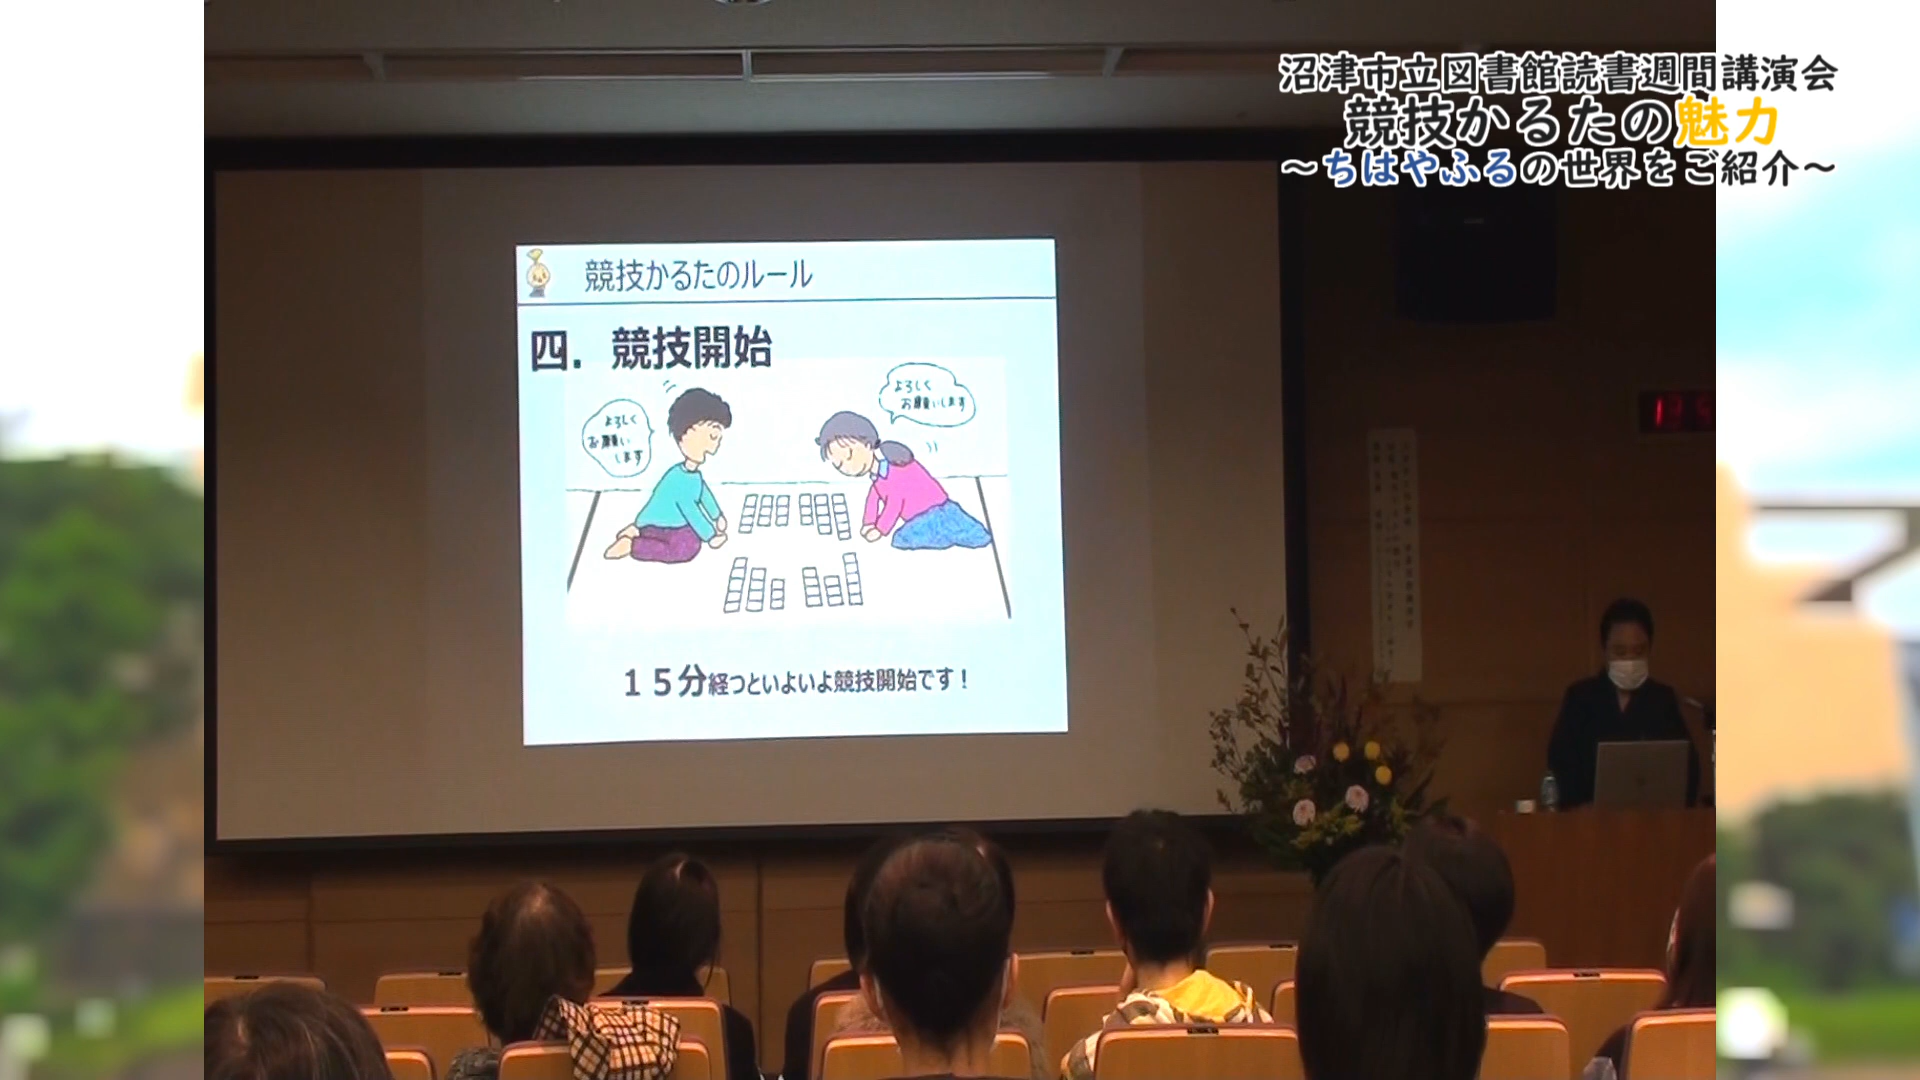 沼津市立図書館読書週間講演会
競技かるたの魅力
～ちはやふるの世界をご紹介～
競技かるたのルール
四．競技開始
よろしく
お願い
します
よろしく
お願いします
１５分経つといよいよ競技開始です！